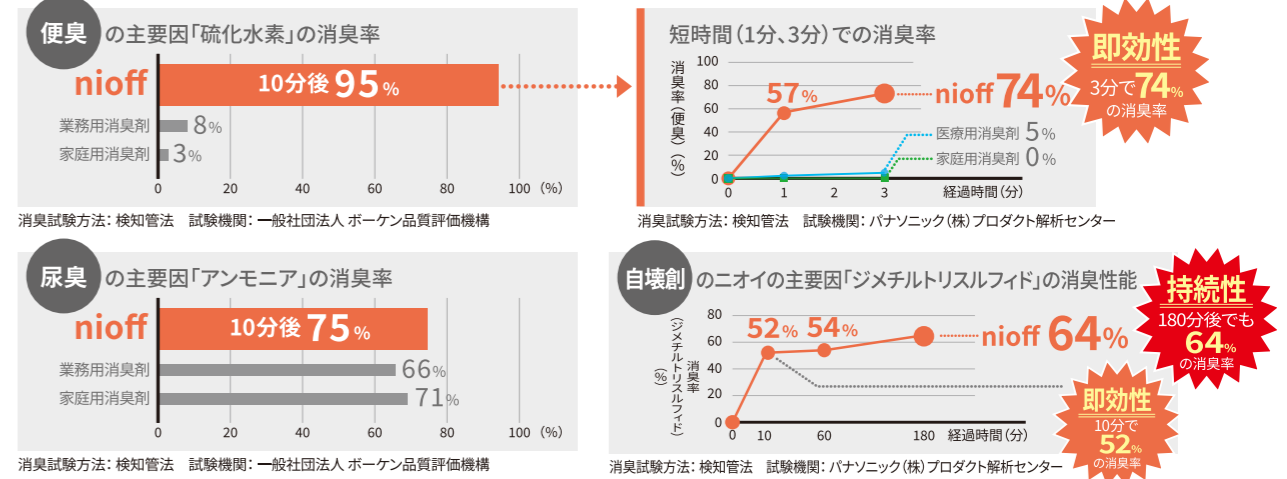 便臭 の主要因「硫化水素」の消臭率
nioff 10分後 95%
業務用消臭剤 8%
家庭用消臭剤 3%
0 20 40 60 80 100 (%)
消臭試験方法：検知管法 試験機関：一般社団法人 ボーケン品質評価機構
短時間（1分、3分）での消臭率
消臭率（便臭）（%）
100
80
60
40
20
0
57%
nioff 74%
医療用消臭剤 5%
家庭用消臭剤 0%
0 1 2 3 経過時間（分）
即効性
3分で74%
の消臭率
消臭試験方法：検知管法 試験機関：パナソニック（株）プロダクト解析センター
尿臭 の主要因「アンモニア」の消臭率
nioff 10分後 75%
業務用消臭剤 66%
家庭用消臭剤 71%
0 20 40 60 80 100 (%)
消臭試験方法：検知管法 試験機関：一般社団法人 ボーケン品質評価機構
自壊創 のニオイの主要因「ジメチルトリスルフィド」の消臭性能
消臭率
（ジメチルトリスルフィド）
（%）
80
60
40
20
0
52% 54%
nioff 64%
0 10 60 180 経過時間（分）
持続性
180分後でも
64%
の消臭率
即効性
10分で
52%
の消臭率
消臭試験方法：検知管法 試験機関：パナソニック（株）プロダクト解析センター